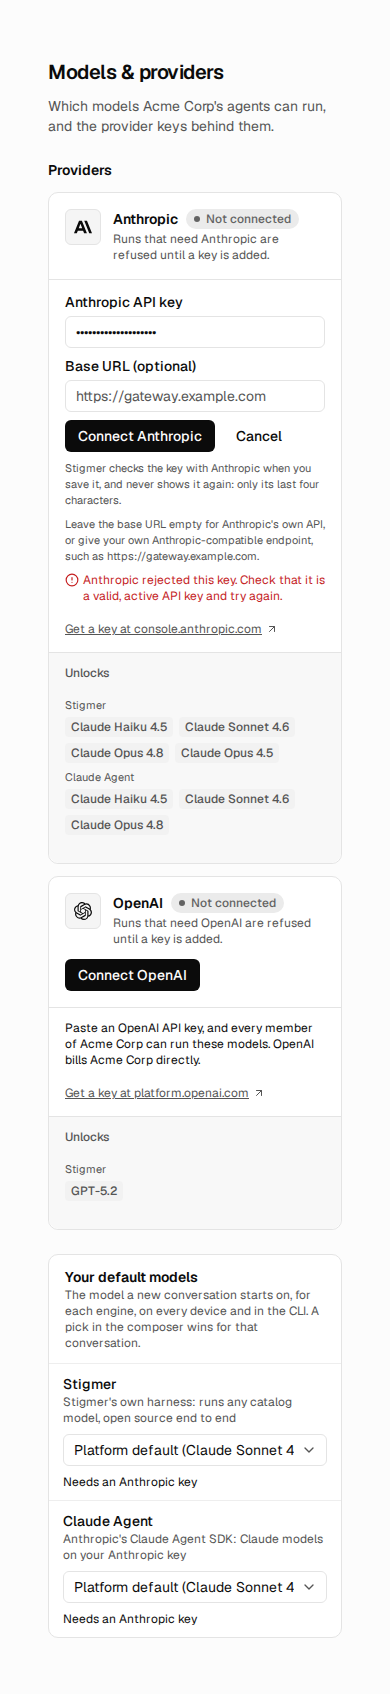 Models & providers
Which models Acme Corp's agents can run,
and the provider keys behind them.
Providers
Anthropic
Not connected
Runs that need Anthropic are
refused until a key is added.
Anthropic API key
••••••••••••••••••••
Base URL (optional)
https://gateway.example.com
Connect Anthropic
Cancel
Stigmer checks the key with Anthropic when you
save it, and never shows it again: only its last four
characters.
Leave the base URL empty for Anthropic's own API,
or give your own Anthropic-compatible endpoint,
such as https://gateway.example.com.
Anthropic rejected this key. Check that it is
a valid, active API key and try again.
Get a key at console.anthropic.com
Unlocks
Stigmer
Claude Haiku 4.5
Claude Sonnet 4.6
Claude Opus 4.8
Claude Opus 4.5
Claude Agent
Claude Haiku 4.5
Claude Sonnet 4.6
Claude Opus 4.8
OpenAI
Not connected
Runs that need OpenAI are refused
until a key is added.
Connect OpenAI
Paste an OpenAI API key, and every member
of Acme Corp can run these models. OpenAI
bills Acme Corp directly.
Get a key at platform.openai.com
Unlocks
Stigmer
GPT-5.2
Your default models
The model a new conversation starts on, for
each engine, on every device and in the CLI. A
pick in the composer wins for that
conversation.
Stigmer
Stigmer's own harness: runs any catalog
model, open source end to end
Platform default (Claude Sonnet 4
Needs an Anthropic key
Claude Agent
Anthropic's Claude Agent SDK: Claude models
on your Anthropic key
Platform default (Claude Sonnet 4
Needs an Anthropic key